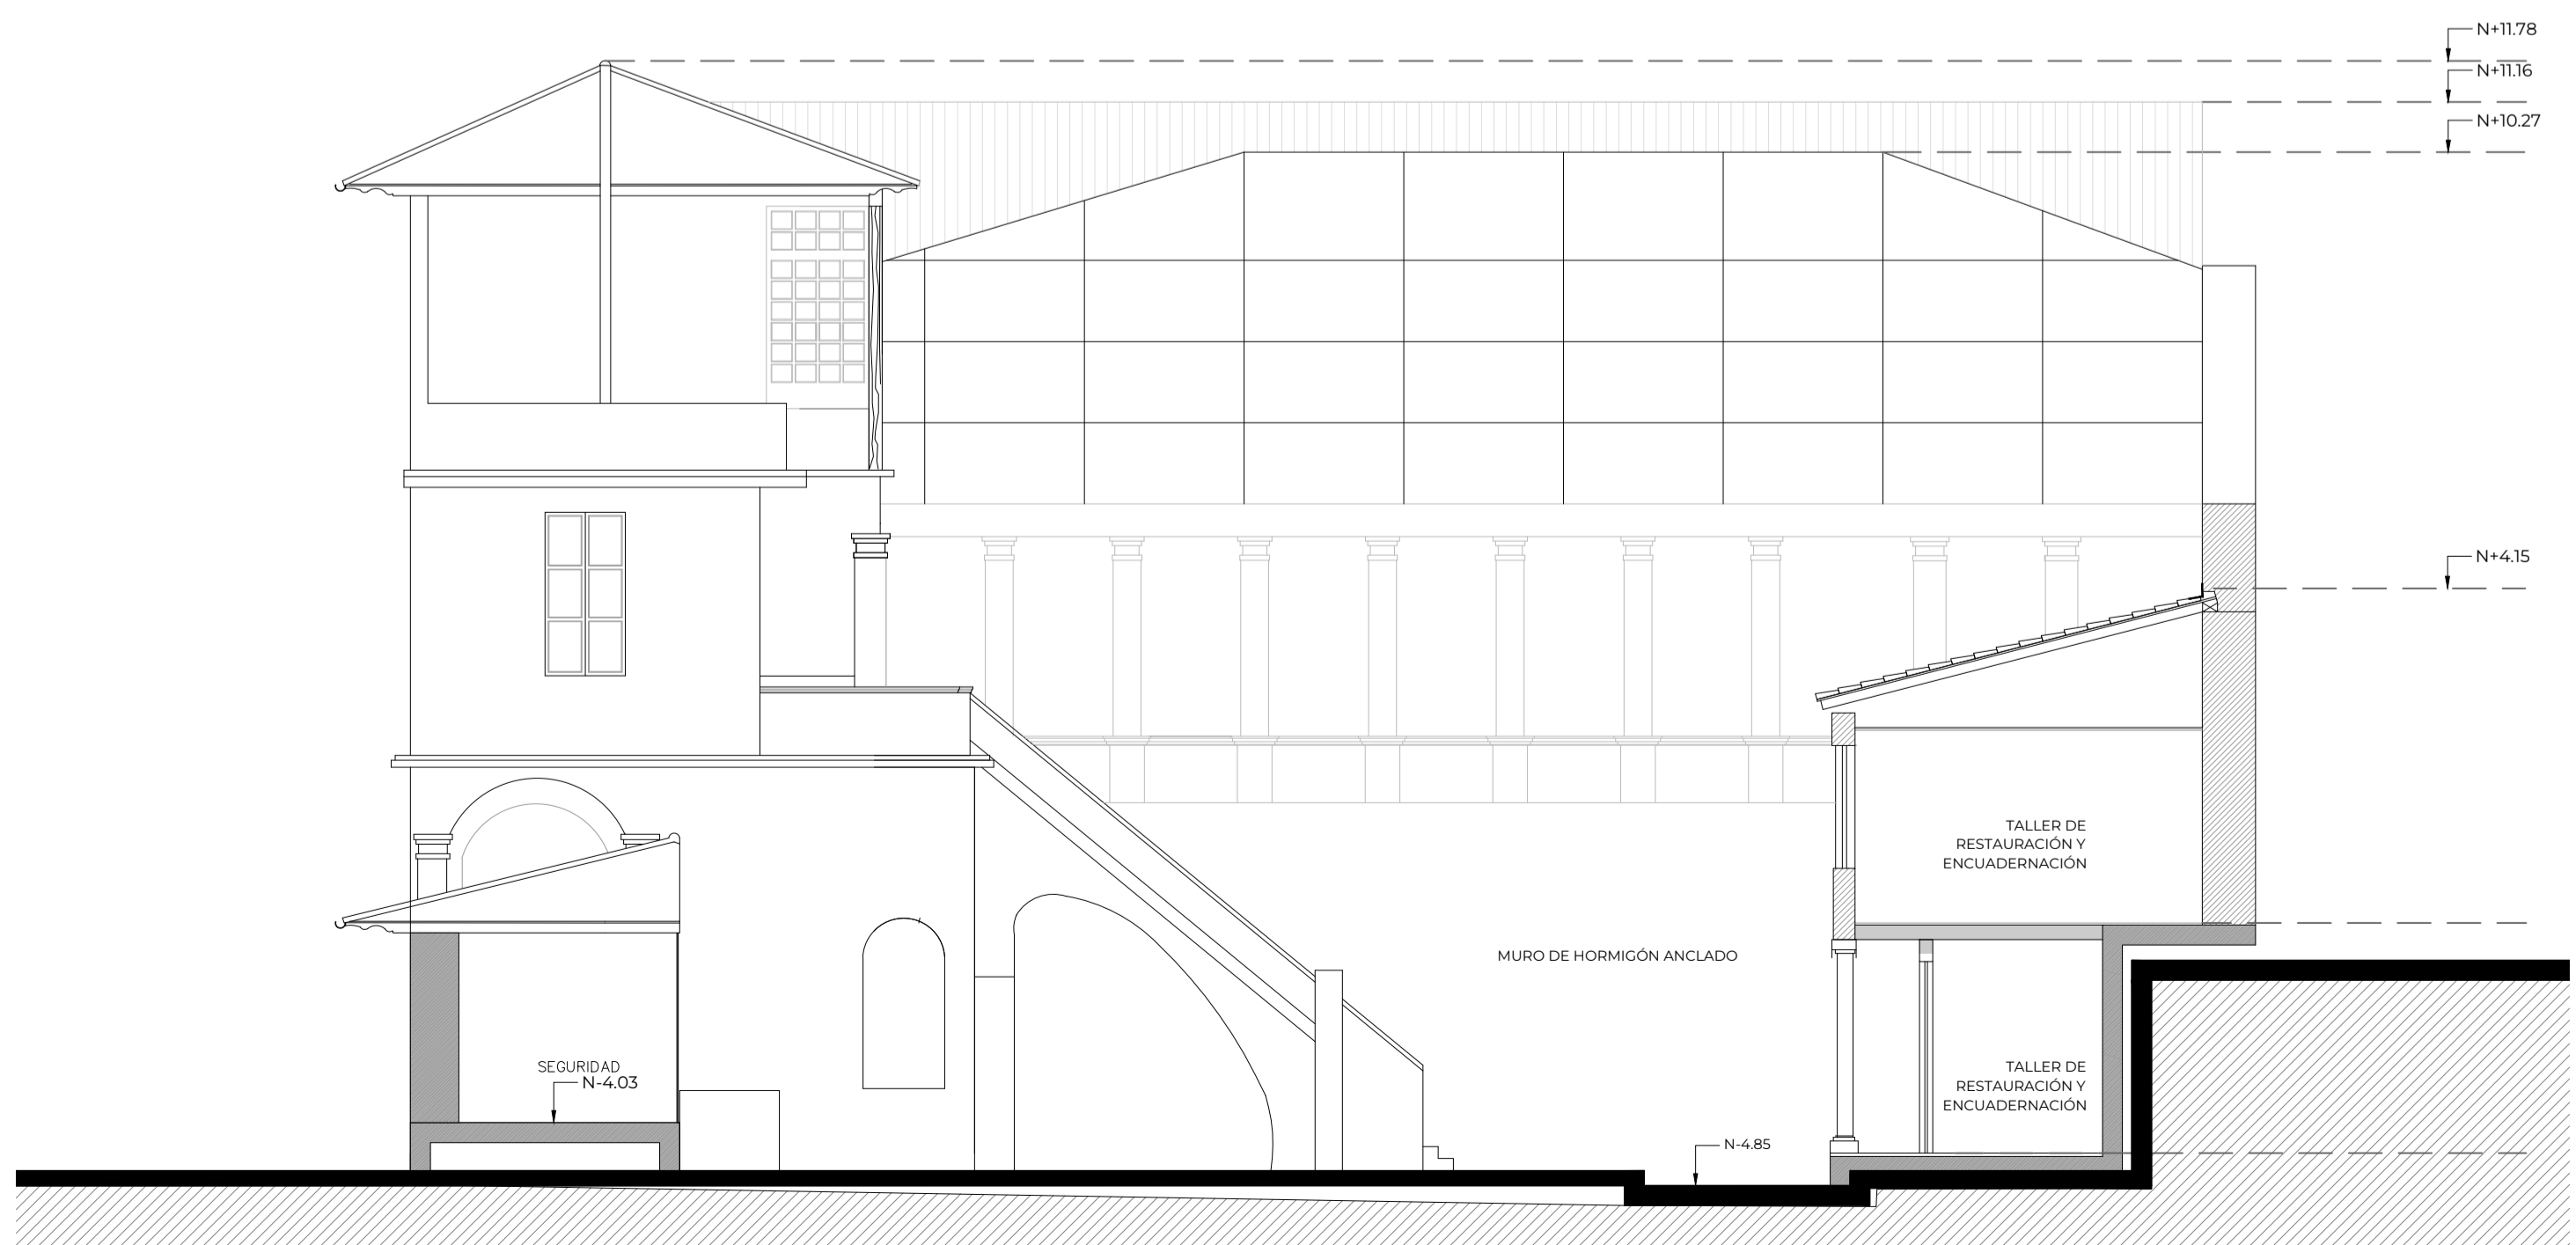 N+11.78
N+11.16
N+10.27
N+4.15
TALLER DE
RESTAURACIÓN Y
ENCUADERNACIÓN
MURO DE HORMIGÓN ANCLADO
SEGURIDAD
N-4.03
TALLER DE
RESTAURACIÓN Y
ENCUADERNACIÓN
N-4.85